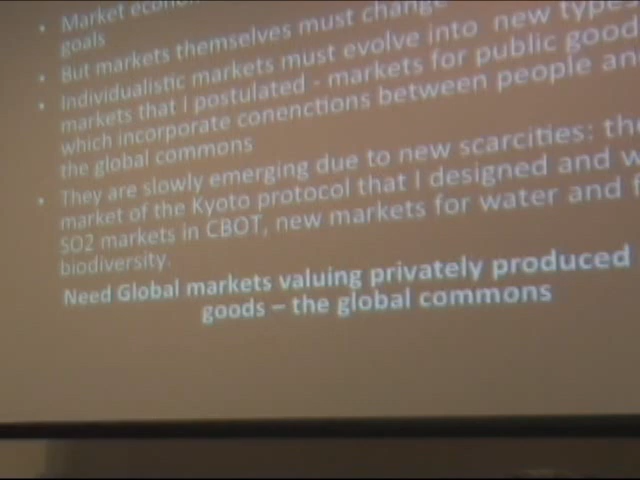 • Market
goals
• But markets themselves must change
• Individualistic markets must evolve into new types
markets that I postulated - markets for public good
which incorporate conenctions between people an
the global commons
• They are slowly emerging due to new scarcities: the
market of the Kyoto protocol that I designed and w
SO2 markets in CBOT, new markets for water and f
biodiversity.
Need Global markets valuing privately produced
goods – the global commons